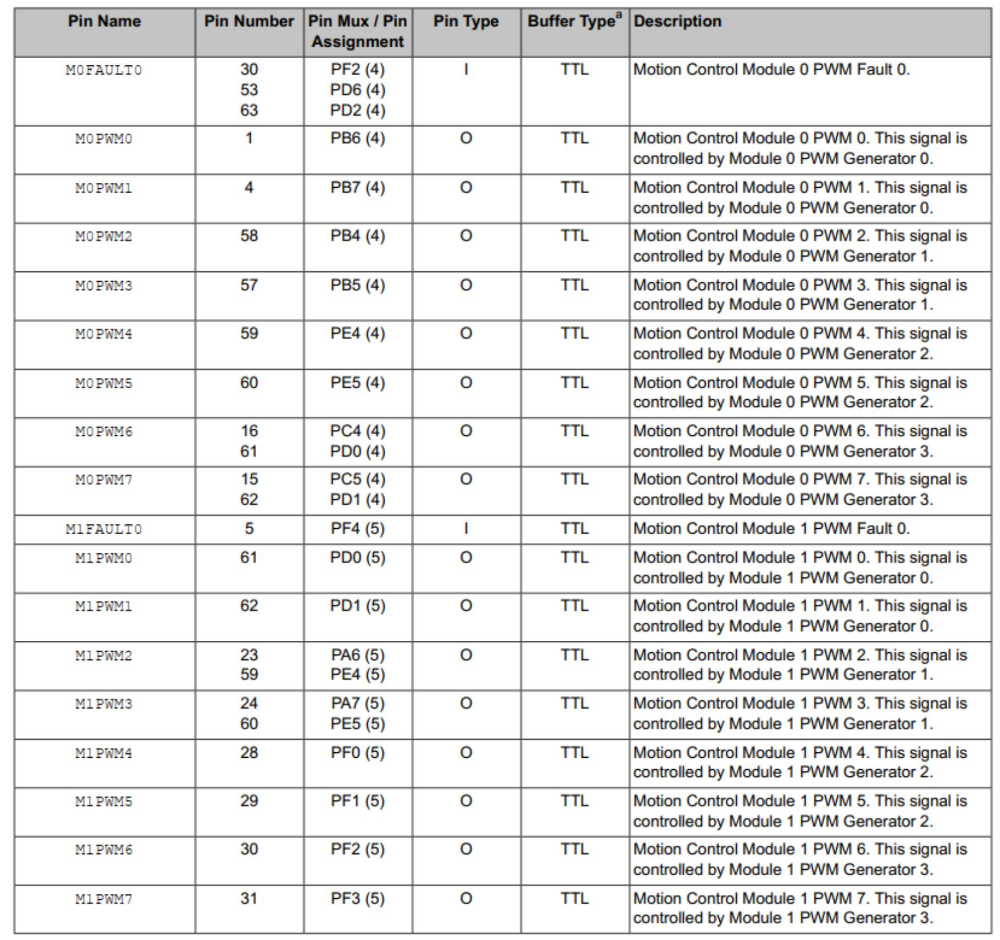 Pin Name Pin Number Pin Mux / Pin Assignment Pin Type Buffer Typeᵃ Description
M0FAULT0 30 PF2 (4) I TTL Motion Control Module 0 PWM Fault 0.
53 PD6 (4)
63 PD2 (4)
M0PWM0 1 PB6 (4) O TTL Motion Control Module 0 PWM 0. This signal is
controlled by Module 0 PWM Generator 0.
M0PWM1 4 PB7 (4) O TTL Motion Control Module 0 PWM 1. This signal is
controlled by Module 0 PWM Generator 0.
M0PWM2 58 PB4 (4) O TTL Motion Control Module 0 PWM 2. This signal is
controlled by Module 0 PWM Generator 1.
M0PWM3 57 PB5 (4) O TTL Motion Control Module 0 PWM 3. This signal is
controlled by Module 0 PWM Generator 1.
M0PWM4 59 PE4 (4) O TTL Motion Control Module 0 PWM 4. This signal is
controlled by Module 0 PWM Generator 2.
M0PWM5 60 PE5 (4) O TTL Motion Control Module 0 PWM 5. This signal is
controlled by Module 0 PWM Generator 2.
M0PWM6 16 PC4 (4) O TTL Motion Control Module 0 PWM 6. This signal is
61 PD0 (4) controlled by Module 0 PWM Generator 3.
M0PWM7 15 PC5 (4) O TTL Motion Control Module 0 PWM 7. This signal is
62 PD1 (4) controlled by Module 0 PWM Generator 3.
M1FAULT0 5 PF4 (5) I TTL Motion Control Module 1 PWM Fault 0.
M1PWM0 61 PD0 (5) O TTL Motion Control Module 1 PWM 0. This signal is
controlled by Module 1 PWM Generator 0.
M1PWM1 62 PD1 (5) O TTL Motion Control Module 1 PWM 1. This signal is
controlled by Module 1 PWM Generator 0.
M1PWM2 23 PA6 (5) O TTL Motion Control Module 1 PWM 2. This signal is
59 PE4 (5) controlled by Module 1 PWM Generator 1.
M1PWM3 24 PA7 (5) O TTL Motion Control Module 1 PWM 3. This signal is
60 PE5 (5) controlled by Module 1 PWM Generator 1.
M1PWM4 28 PF0 (5) O TTL Motion Control Module 1 PWM 4. This signal is
controlled by Module 1 PWM Generator 2.
M1PWM5 29 PF1 (5) O TTL Motion Control Module 1 PWM 5. This signal is
controlled by Module 1 PWM Generator 2.
M1PWM6 30 PF2 (5) O TTL Motion Control Module 1 PWM 6. This signal is
controlled by Module 1 PWM Generator 3.
M1PWM7 31 PF3 (5) O TTL Motion Control Module 1 PWM 7. This signal is
controlled by Module 1 PWM Generator 3.